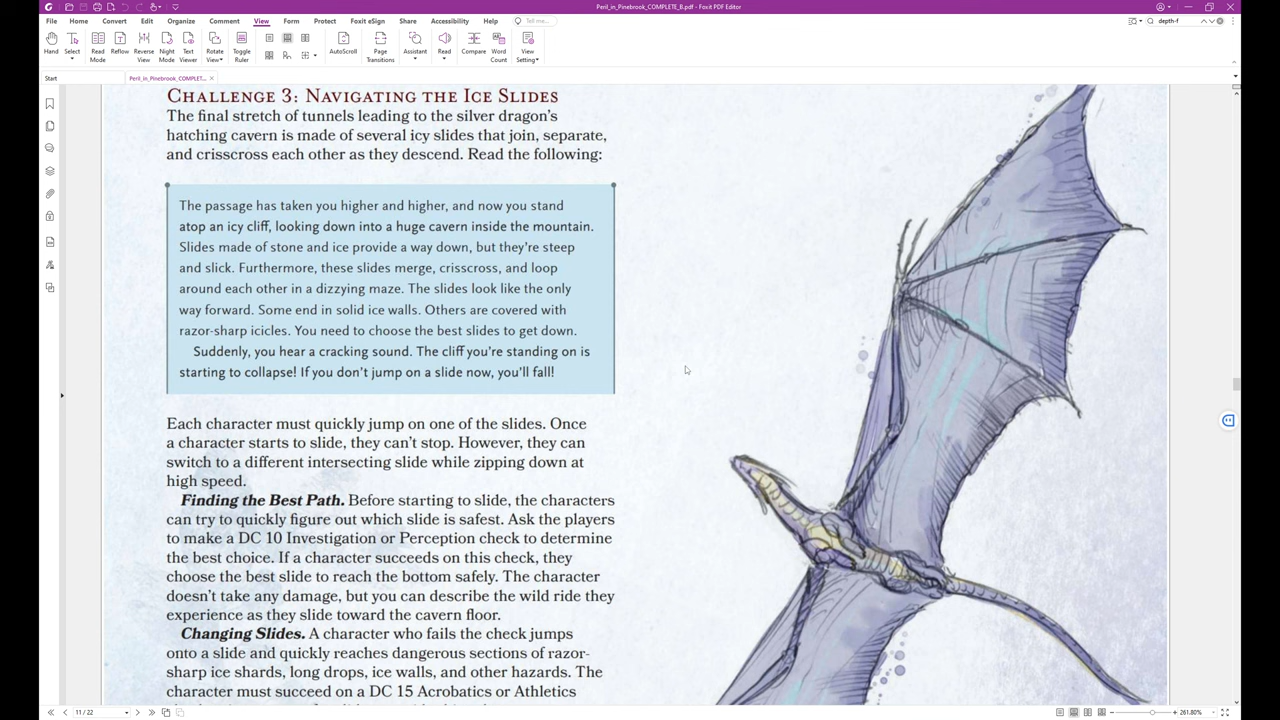 Peril_in_Pinebrook_COMPLETE_B.pdf - Foxit PDF Editor
File Home Convert Edit Organize Comment View Form Protect Foxit eSign Share Accessibility Help Tell me... depth-f
Hand Select Read Mode Reflow Reverse View Night Mode Text Viewer Rotate View Toggle Ruler AutoScroll Page Transitions Assistant Read Compare Word Count View Setting
Start Peril_in_Pinebrook_COMPLET...
CHALLENGE 3: NAVIGATING THE ICE SLIDES
The final stretch of tunnels leading to the silver dragon's
hatching cavern is made of several icy slides that join, separate,
and crisscross each other as they descend. Read the following:
The passage has taken you higher and higher, and now you stand
atop an icy cliff, looking down into a huge cavern inside the mountain.
Slides made of stone and ice provide a way down, but they're steep
and slick. Furthermore, these slides merge, crisscross, and loop
around each other in a dizzying maze. The slides look like the only
way forward. Some end in solid ice walls. Others are covered with
razor-sharp icicles. You need to choose the best slides to get down.
Suddenly, you hear a cracking sound. The cliff you're standing on is
starting to collapse! If you don't jump on a slide now, you'll fall!
Each character must quickly jump on one of the slides. Once
a character starts to slide, they can't stop. However, they can
switch to a different intersecting slide while zipping down at
high speed.
Finding the Best Path. Before starting to slide, the characters
can try to quickly figure out which slide is safest. Ask the players
to make a DC 10 Investigation or Perception check to determine
the best choice. If a character succeeds on this check, they
choose the best slide to reach the bottom safely. The character
doesn't take any damage, but you can describe the wild ride they
experience as they slide toward the cavern floor.
Changing Slides. A character who fails the check jumps
onto a slide and quickly reaches dangerous sections of razor-
sharp ice shards, long drops, ice walls, and other hazards. The
character must succeed on a DC 15 Acrobatics or Athletics
11 / 22 261.80%